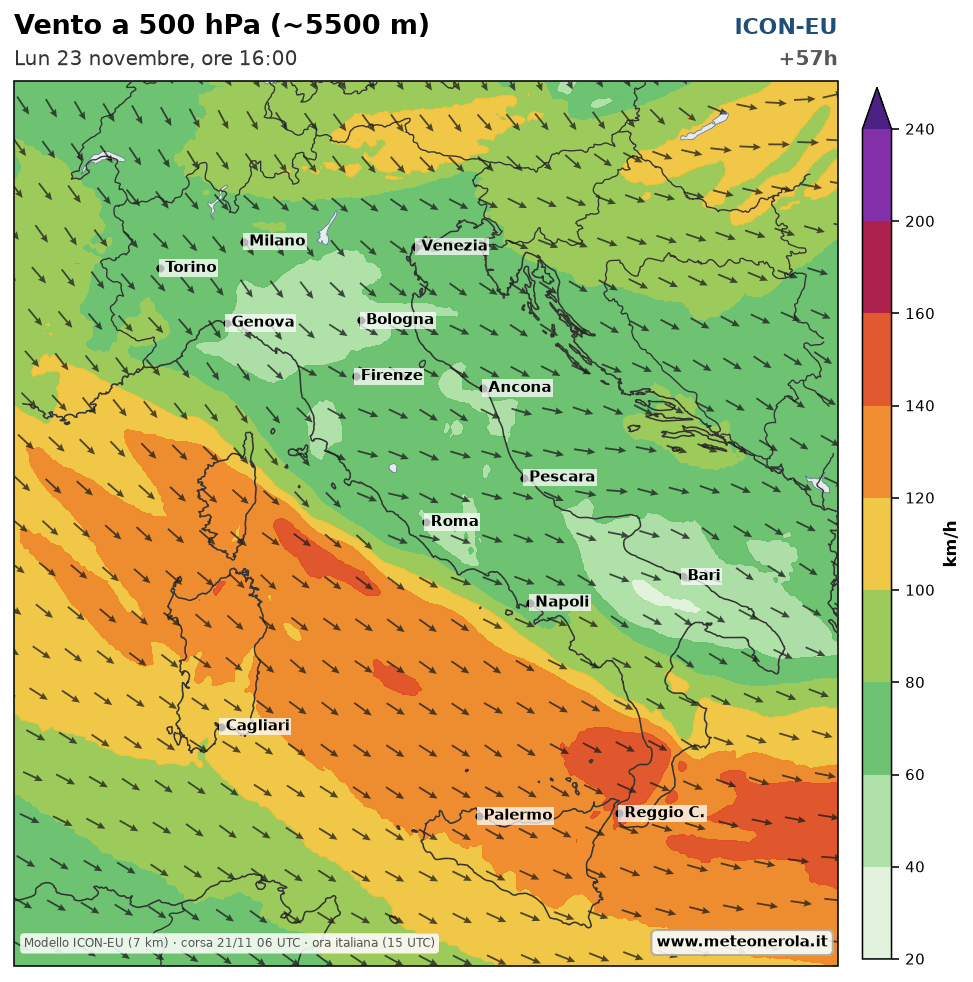 Vento a 500 hPa (~5500 m)
ICON-EU
Lun 23 novembre, ore 16:00
+57h
Milano
Venezia
Torino
Genova
Bologna
Firenze
Ancona
Pescara
Roma
Bari
Napoli
Cagliari
Palermo
Reggio C.
240
200
160
140
120
100
80
60
40
20
km/h
Modello ICON-EU (7 km) · corsa 21/11 06 UTC · ora italiana (15 UTC)
www.meteonerola.it